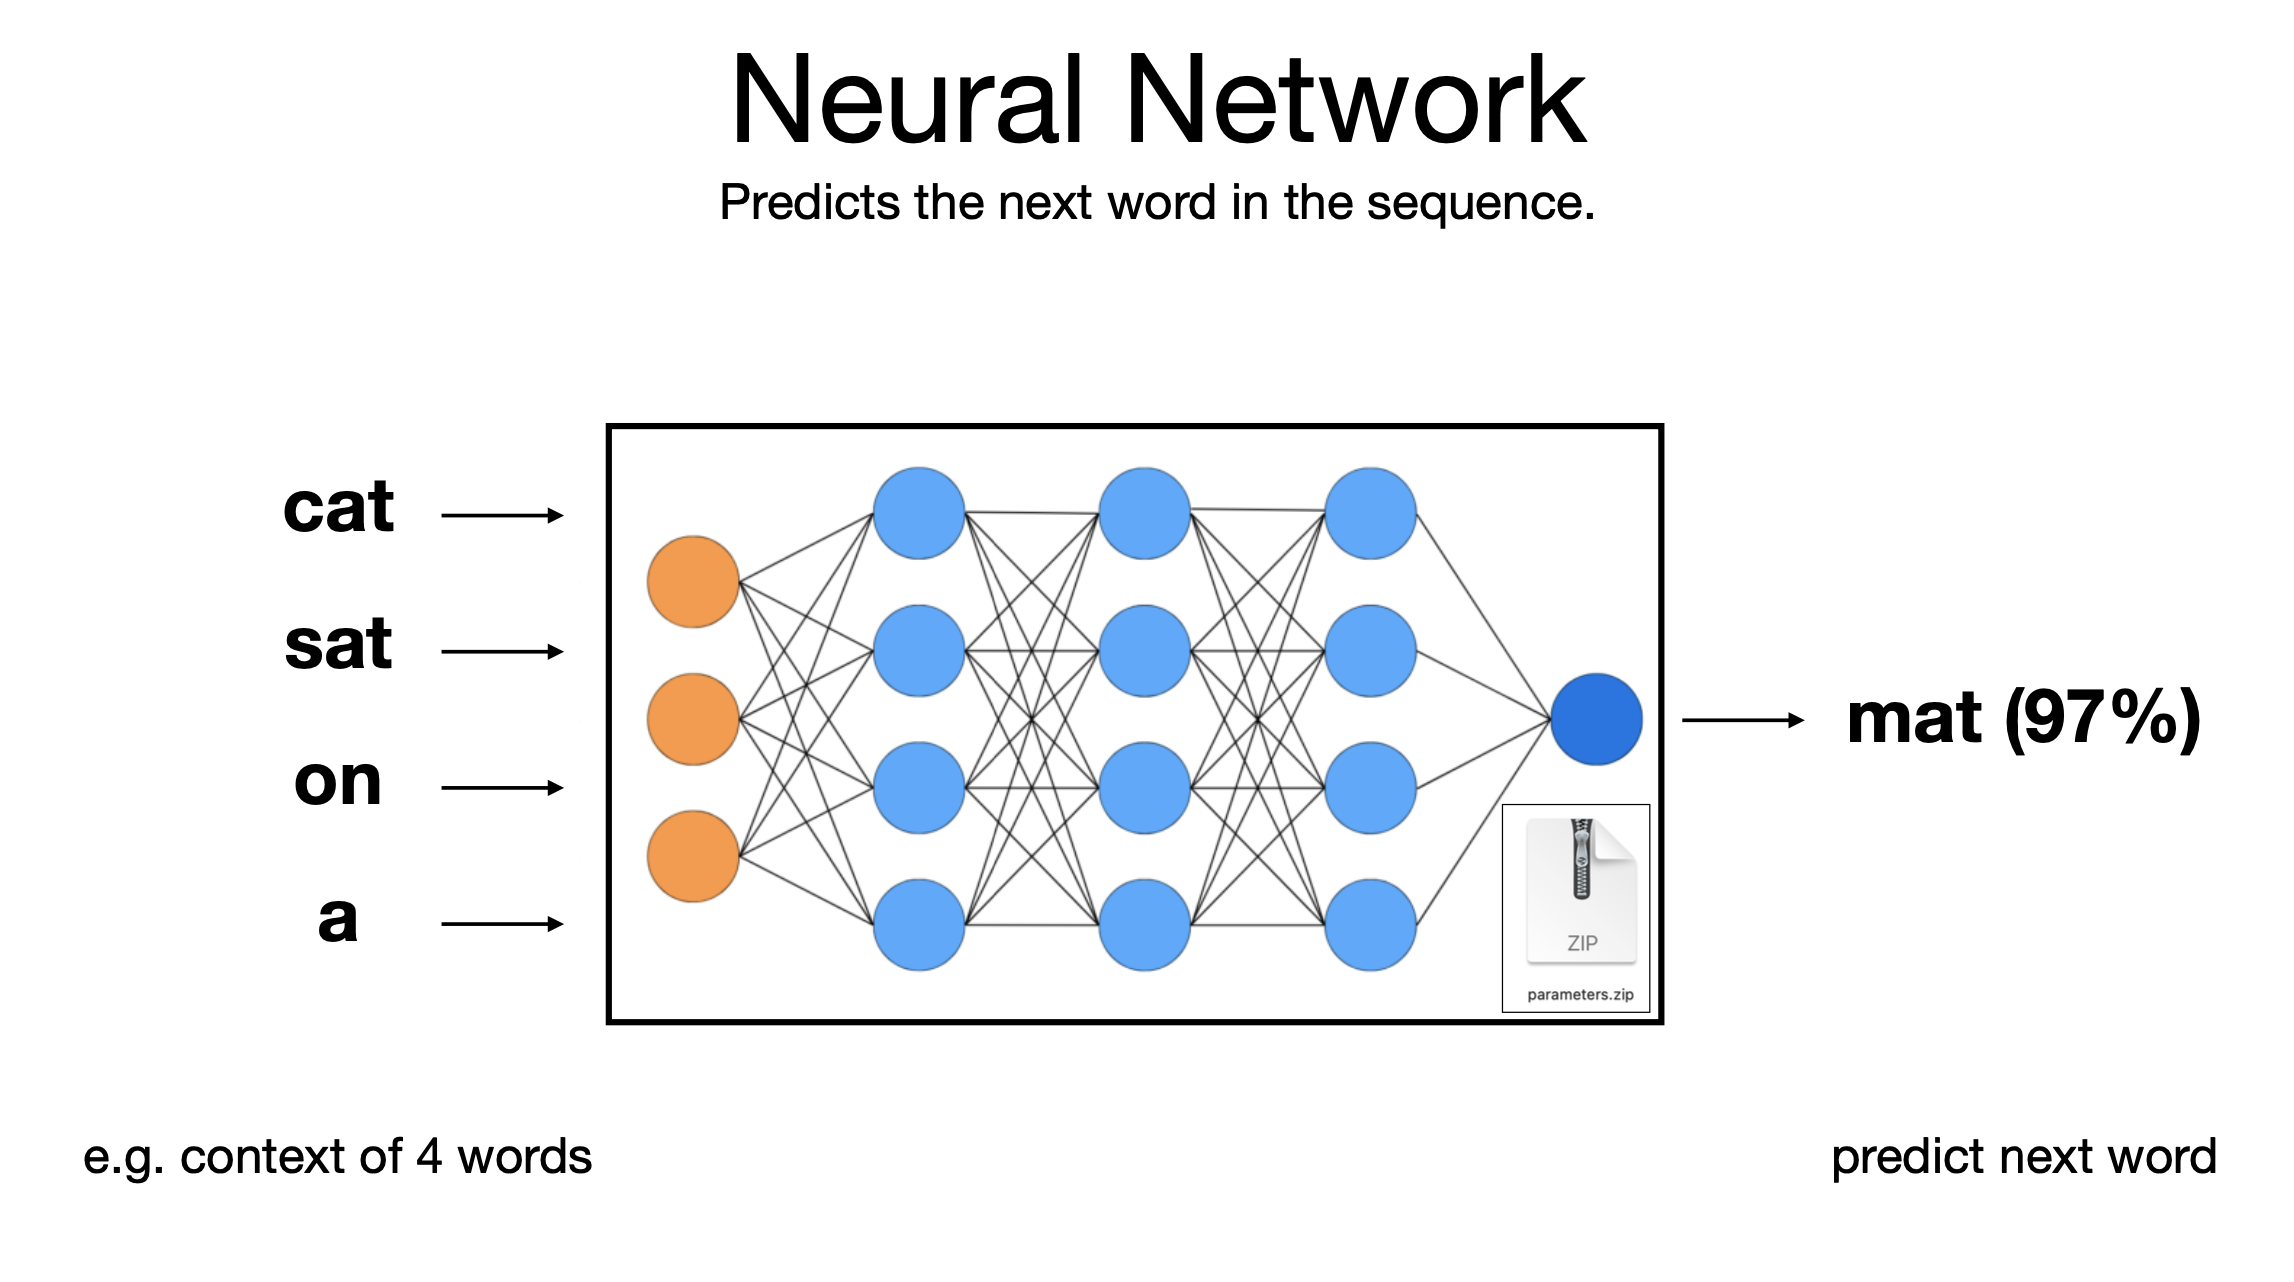 Neural Network
Predicts the next word in the sequence.
cat
sat
on
a
mat (97%)
ZIP
parameters.zip
e.g. context of 4 words
predict next word